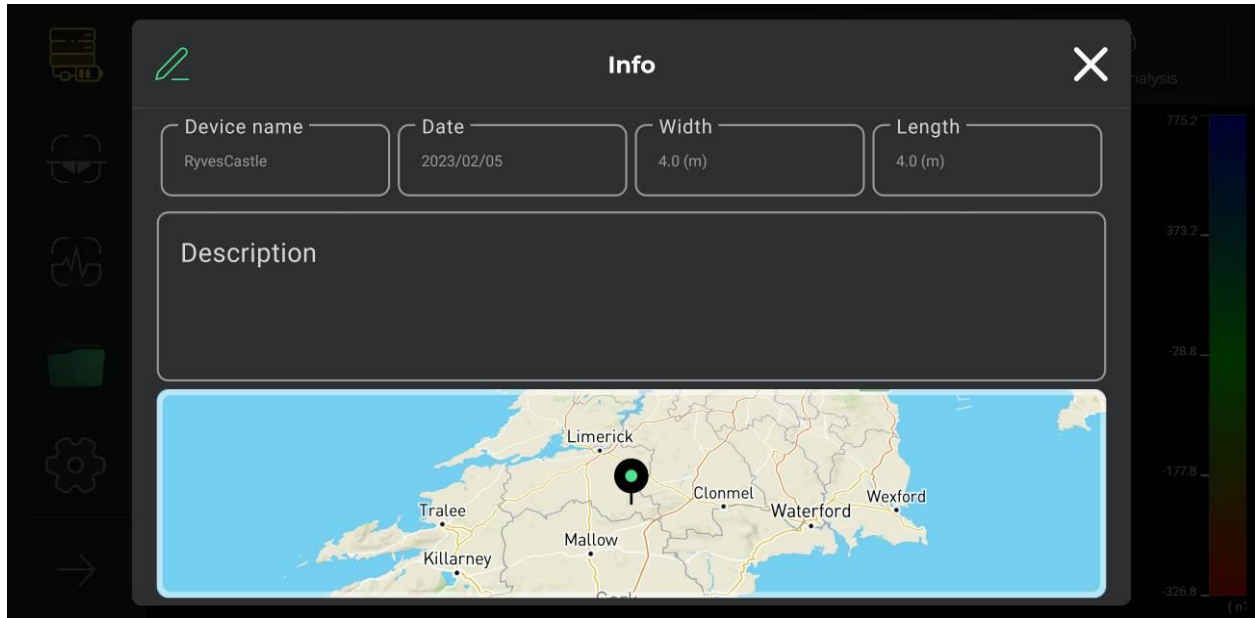 Info
nalysis
Device name
Date
Width
Length
RyvesCastle
2023/02/05
4.0 (m)
4.0 (m)
Description
775.2
373.2
-28.8
-177.8
-326.8
(n)
Limerick
Clonmel
Wexford
Waterford
Tralee
Mallow
Killarney
Cork